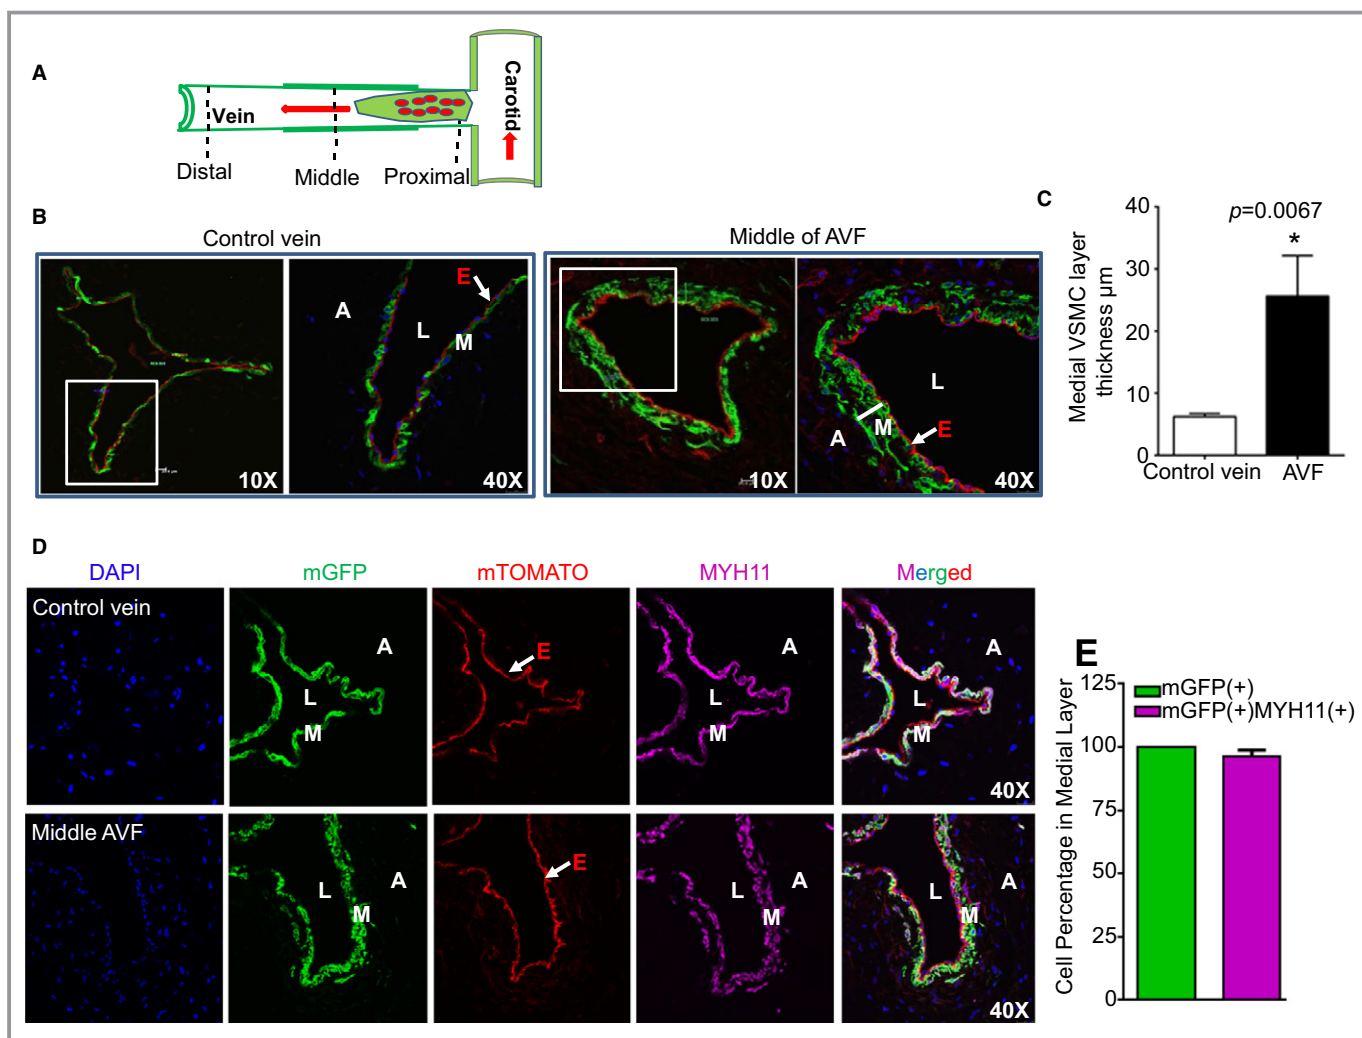 A
Vein
Carotid
Distal
Middle
Proximal
B
Control vein
Middle of AVF
A
L
E
M
10X
40X
L
A
M
E
10X
40X
C
p=0.0067
*
Medial VSMC layer
thickness µm
40
30
20
10
0
Control vein
AVF
D
DAPI
mGFP
mTOMATO
MYH11
Merged
Control vein
A
L
M
E
A
L
M
A
L
M
40X
Middle AVF
L
A
M
E
L
A
M
L
A
M
40X
E
mGFP(+)
mGFP(+)MYH11(+)
Cell Percentage in Medial Layer
125
100
75
50
25
0